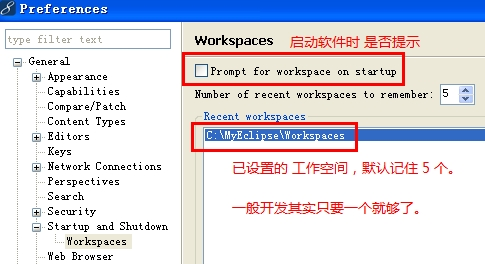 Preferences
type filter text
General
Appearance
Capabilities
Compare/Patch
Content Types
Editors
Keys
Network Connections
Perspectives
Search
Security
Startup and Shutdown
Workspaces
Web Browser
Workspaces
启动软件时 是否提示
Prompt for workspace on startup
Number of recent workspaces to remember: 5
Recent workspaces
C:\MyEclipse\Workspaces
已设置的 工作空间，默认记住 5 个。
一般开发其实只要一个就够了。